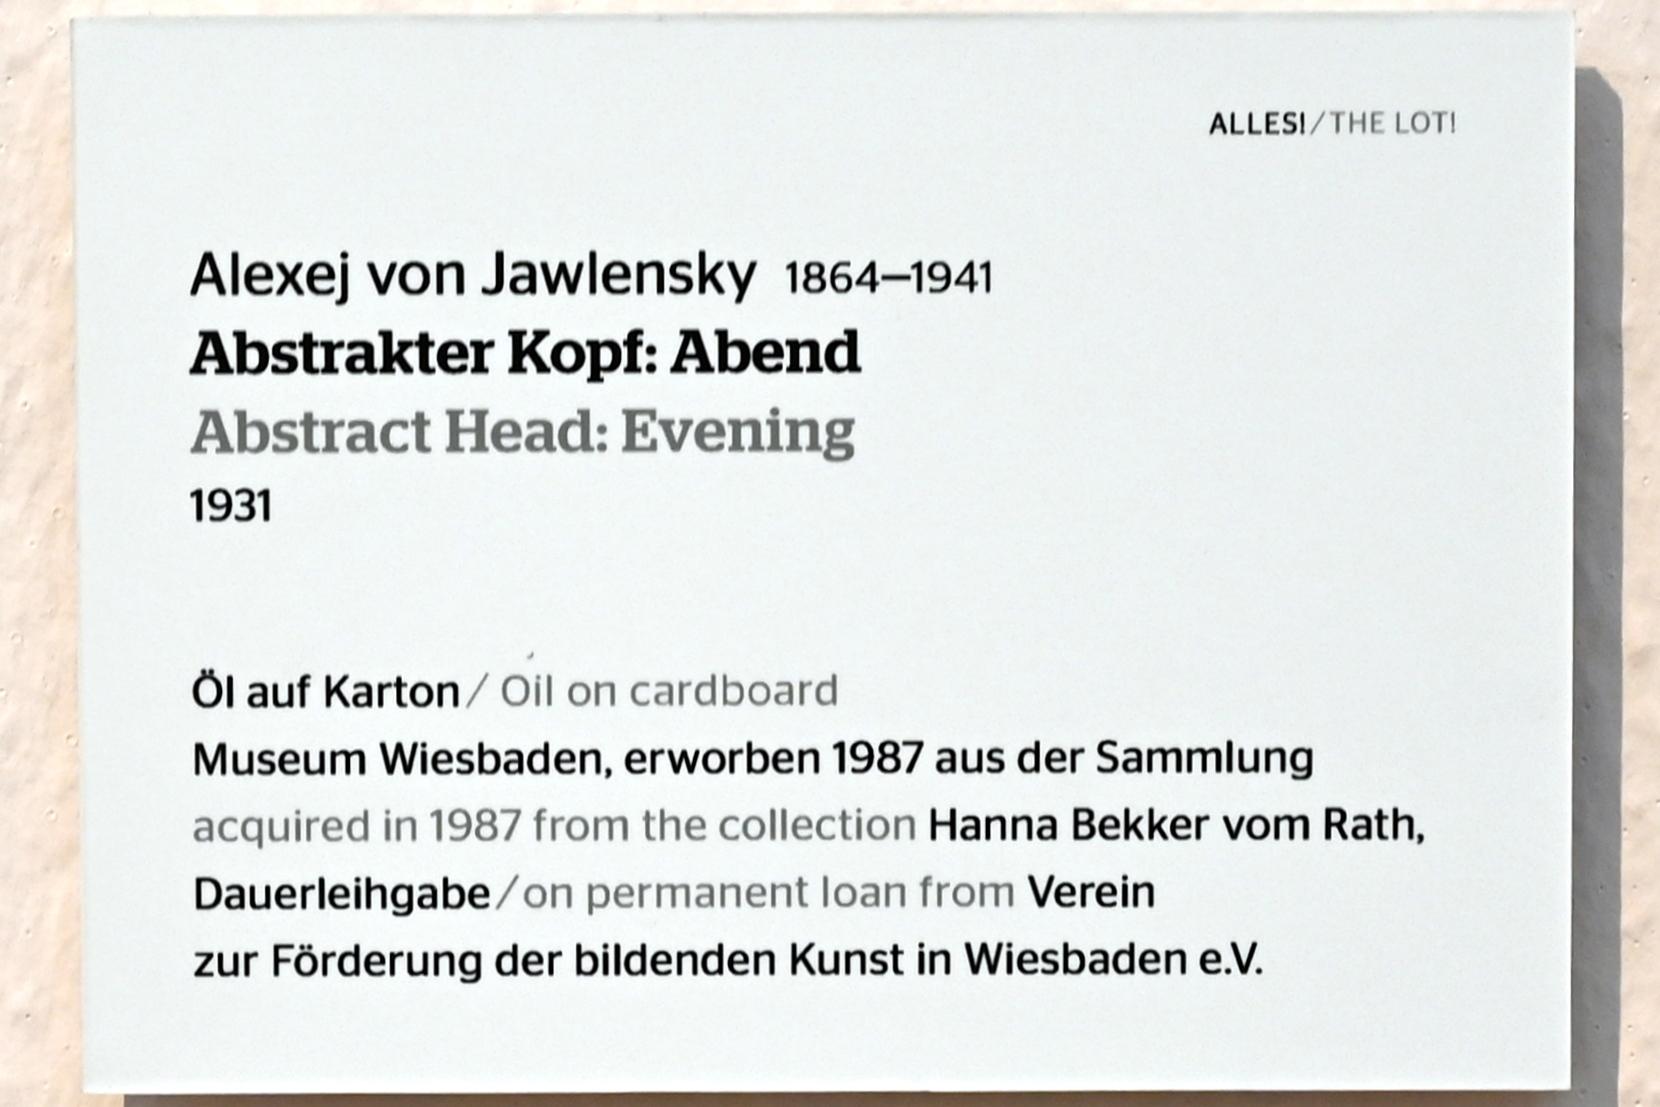 ALLES!/THE LOT!
Alexej von Jawlensky 1864–1941
Abstrakter Kopf: Abend
Abstract Head: Evening
1931
Öl auf Karton/ Oil on cardboard
Museum Wiesbaden, erworben 1987 aus der Sammlung
acquired in 1987 from the collection Hanna Bekker vom Rath,
Dauerleihgabe/on permanent loan from Verein
zur Förderung der bildenden Kunst in Wiesbaden e.V.